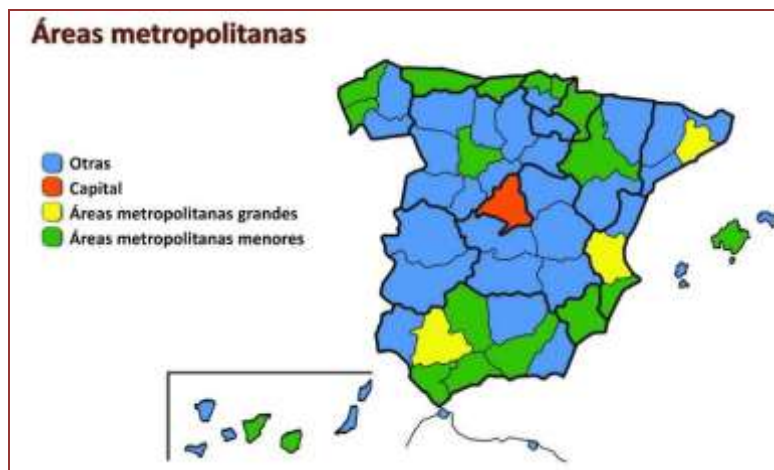 Áreas metropolitanas
Otras
Capital
Áreas metropolitanas grandes
Áreas metropolitanas menores